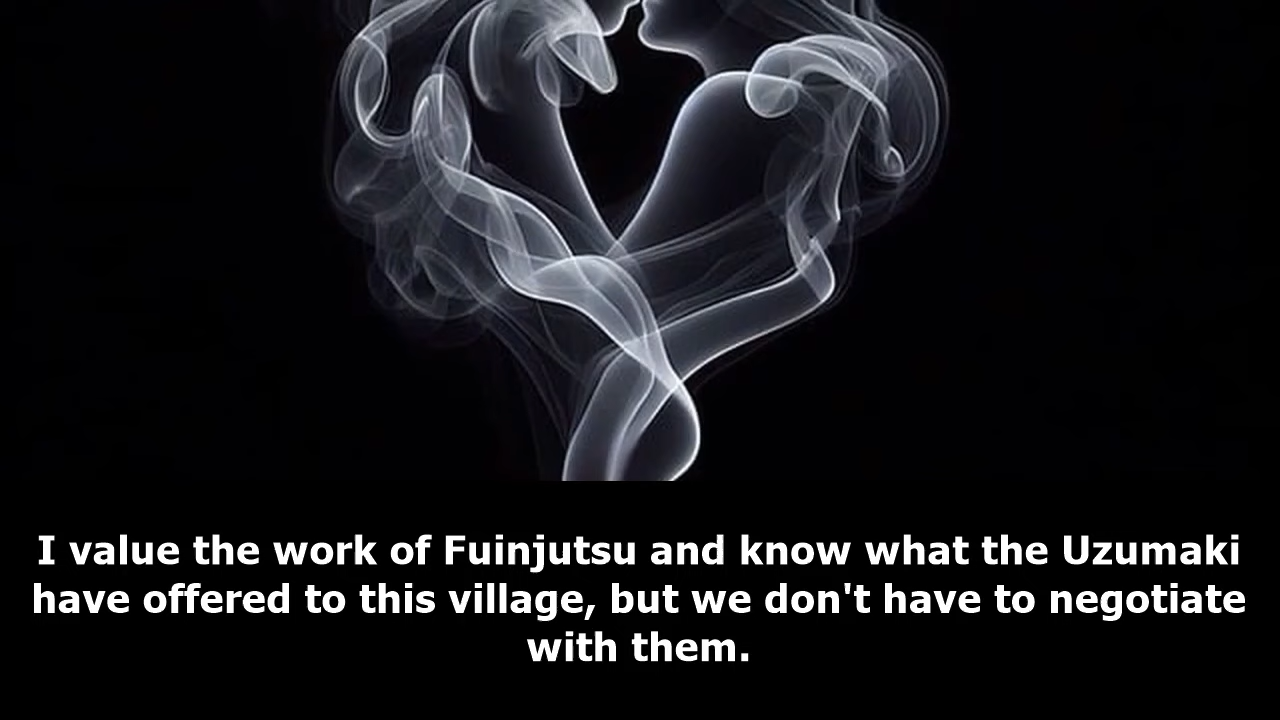 I value the work of Fuinjutsu and know what the Uzumaki
have offered to this village, but we don't have to negotiate
with them.